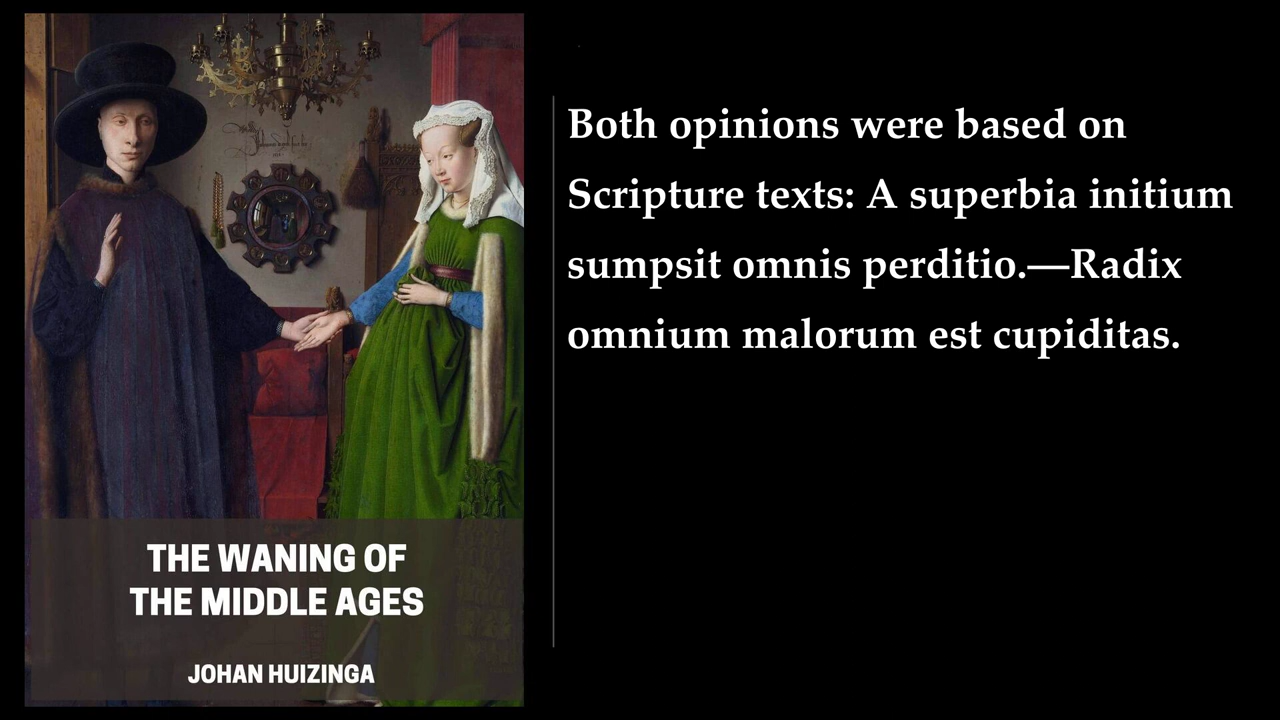 THE WANING OF
THE MIDDLE AGES
JOHAN HUIZINGA
Both opinions were based on
Scripture texts: A superbia initium
sumpsit omnis perditio.—Radix
omnium malorum est cupiditas.